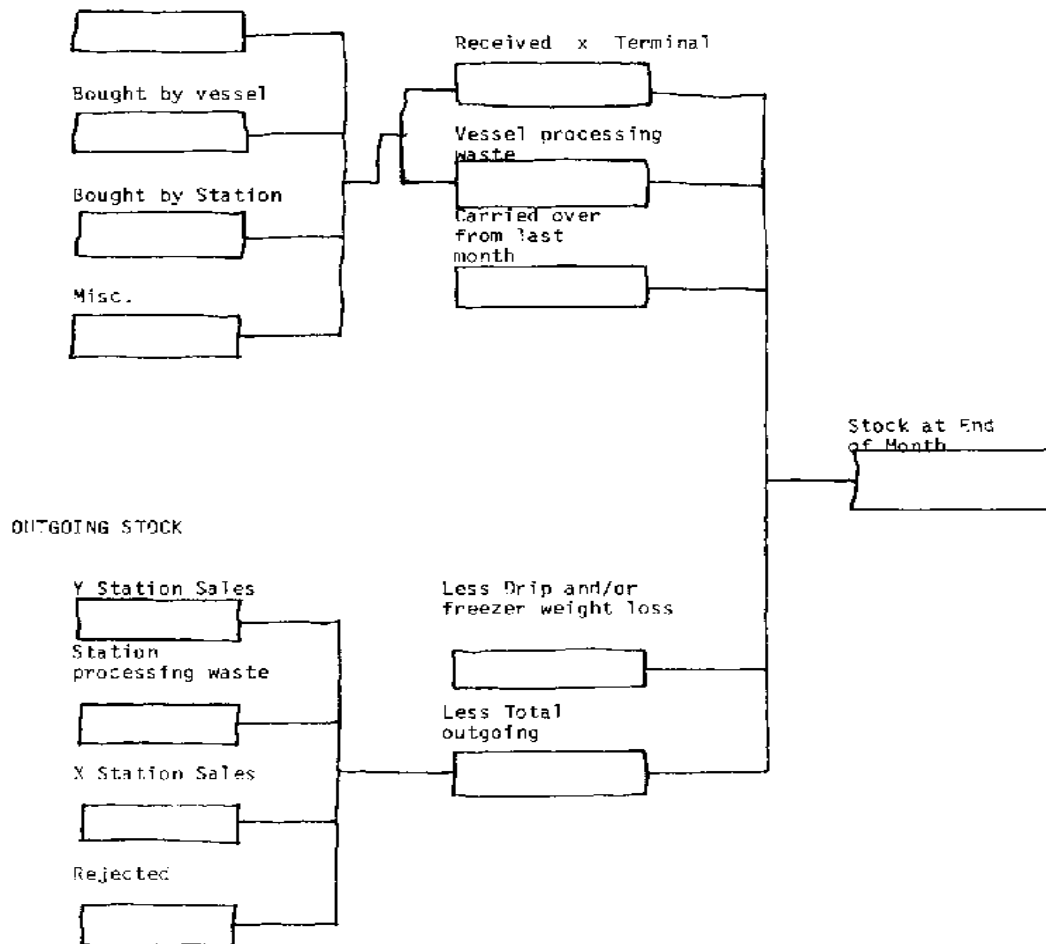 Received x Terminal
Bought by vessel
Vessel processing
waste
Bought by Station
Carried over
from last
month
Misc.
Stock at End
of Month
OUTGOING STOCK
Y Station Sales
Less Drip and/or
freezer weight loss
Station
processing waste
Less Total
outgoing
X Station Sales
Rejected